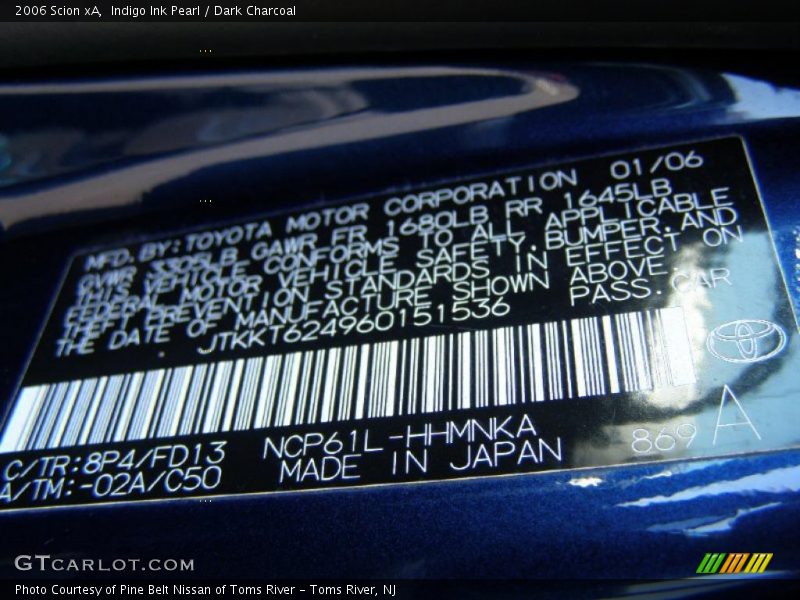 2006 Scion xA, Indigo Ink Pearl / Dark Charcoal
MFD. BY: TOYOTA MOTOR CORPORATION 01/06
GVWR 3305LB GAWR FR 1680LB RR 1645LB
THIS VEHICLE CONFORMS TO ALL APPLICABLE
FEDERAL MOTOR VEHICLE SAFETY, BUMPER, AND
THEFT PREVENTION STANDARDS IN EFFECT ON
THE DATE OF MANUFACTURE SHOWN ABOVE.
JTKKT624960151536 PASS. CAR
C/TR: 8P4/FD13 NCP61L-HHMNKA 869 A
A/TM: -02A/C50 MADE IN JAPAN
GTCARLOT.COM
Photo Courtesy of Pine Belt Nissan of Toms River – Toms River, NJ